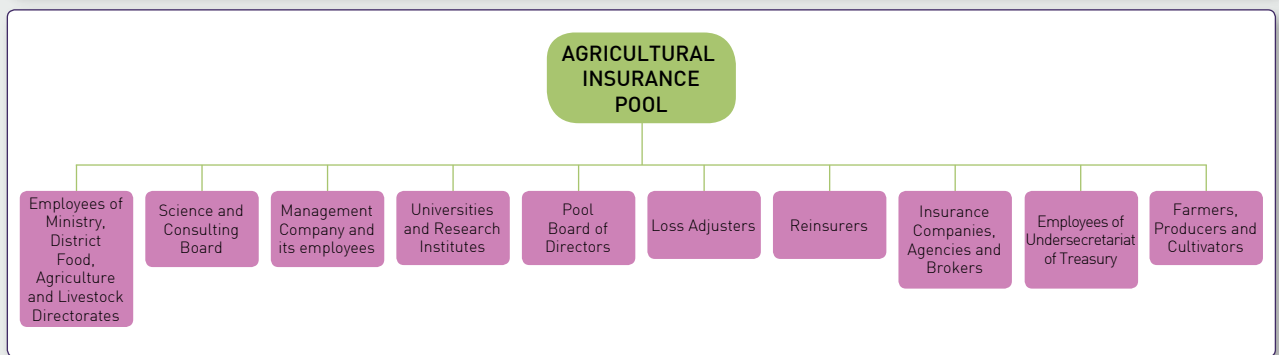 AGRICULTURAL
INSURANCE
POOL
Employees of
Ministry,
District
Food,
Agriculture
and Livestock
Directorates
Science and
Consulting
Board
Management
Company and
its employees
Universities
and Research
Institutes
Pool
Board of
Directors
Loss Adjusters
Reinsurers
Insurance
Companies,
Agencies and
Brokers
Employees of
Undersecretariat
of Treasury
Farmers,
Producers and
Cultivators